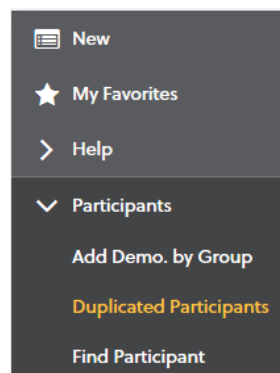 New
My Favorites
Help
Participants
Add Demo. by Group
Duplicated Participants
Find Participant